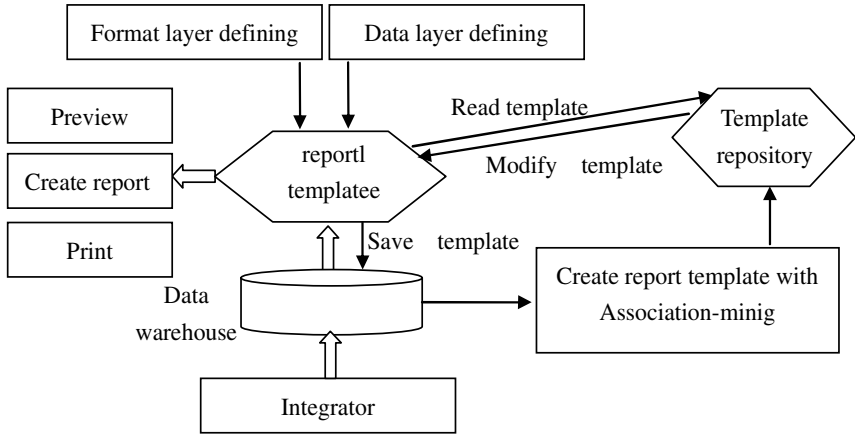 Format layer defining
Data layer defining
Preview
Read template
Template
repository
reportl
templatee
Create report
Modify template
Print
Save template
Create report template with
Association-minig
Data
warehouse
Integrator